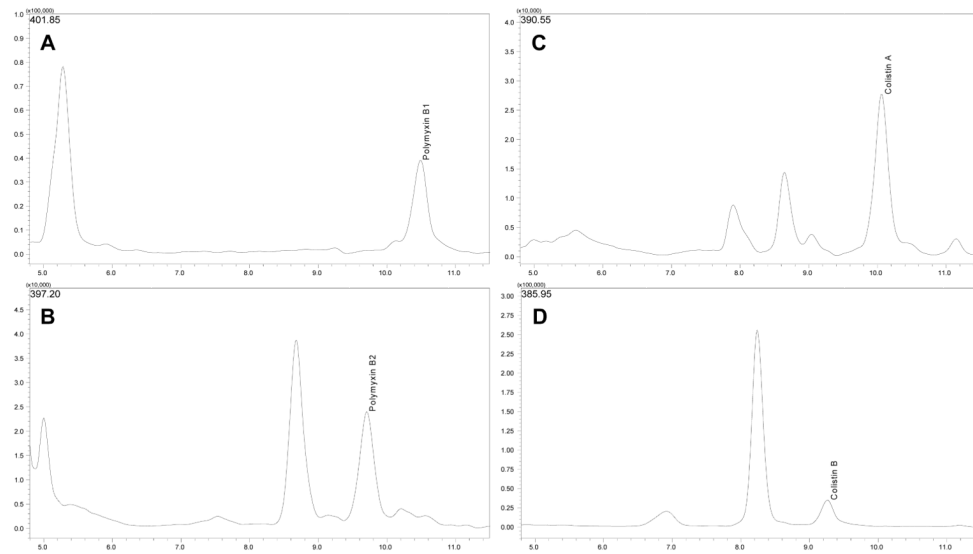 (x100,000)
401.85
A
1.0
0.9
0.8
0.7
0.6
0.5
0.4
0.3
0.2
0.1
0.0
Polymyxin B1
5.0 6.0 7.0 8.0 9.0 10.0 11.0
(x10,000)
397.20
B
4.5
4.0
3.5
3.0
2.5
2.0
1.5
1.0
0.5
0.0
Polymyxin B2
5.0 6.0 7.0 8.0 9.0 10.0 11.0
(x10,000)
390.55
C
4.0
3.5
3.0
2.5
2.0
1.5
1.0
0.5
0.0
Colistin A
5.0 6.0 7.0 8.0 9.0 10.0 11.0
(x100,000)
385.95
D
3.00
2.75
2.50
2.25
2.00
1.75
1.50
1.25
1.00
0.75
0.50
0.25
0.00
Colistin B
5.0 6.0 7.0 8.0 9.0 10.0 11.0